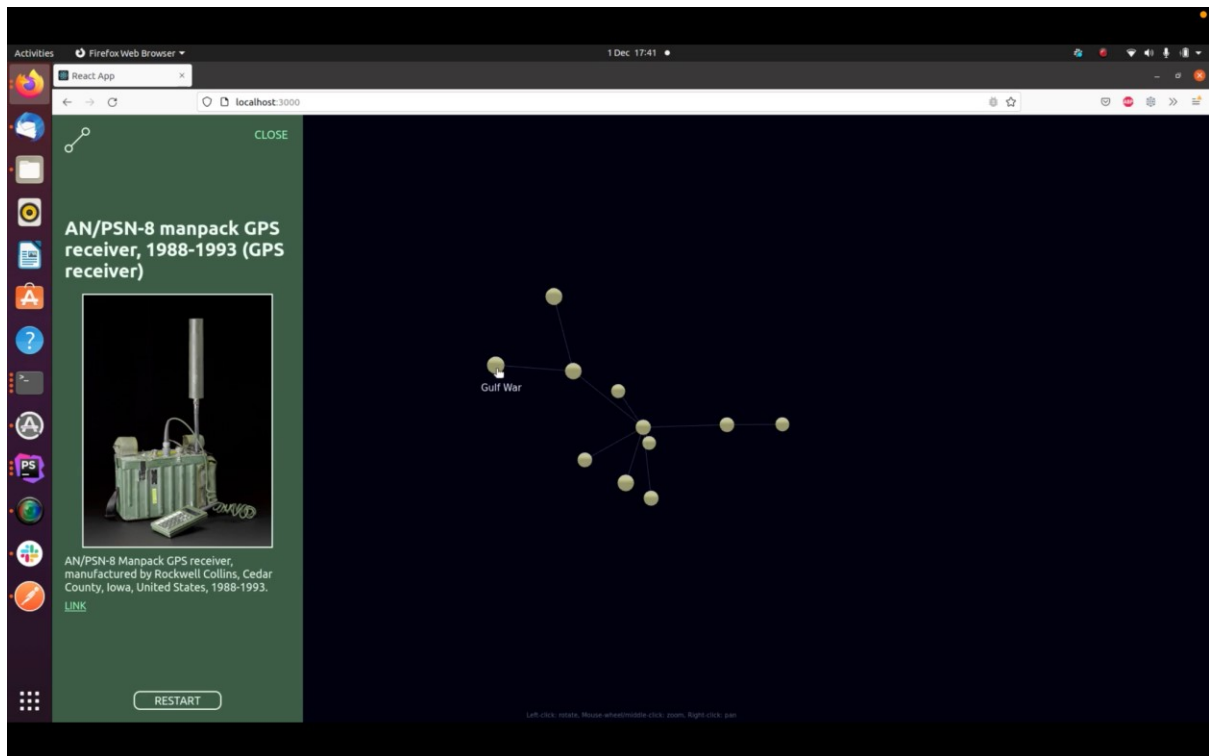 Activities Firefox Web Browser 1 Dec 17:41
React App
localhost:3000
CLOSE
AN/PSN-8 manpack GPS
receiver, 1988-1993 (GPS
receiver)
AN/PSN-8 Manpack GPS receiver,
manufactured by Rockwell Collins, Cedar
County, Iowa, United States, 1988-1993.
LINK
RESTART
Gulf War
Left-click: rotate, Mouse-wheel/middle-click: zoom, Right-click: pan
PS
ABP